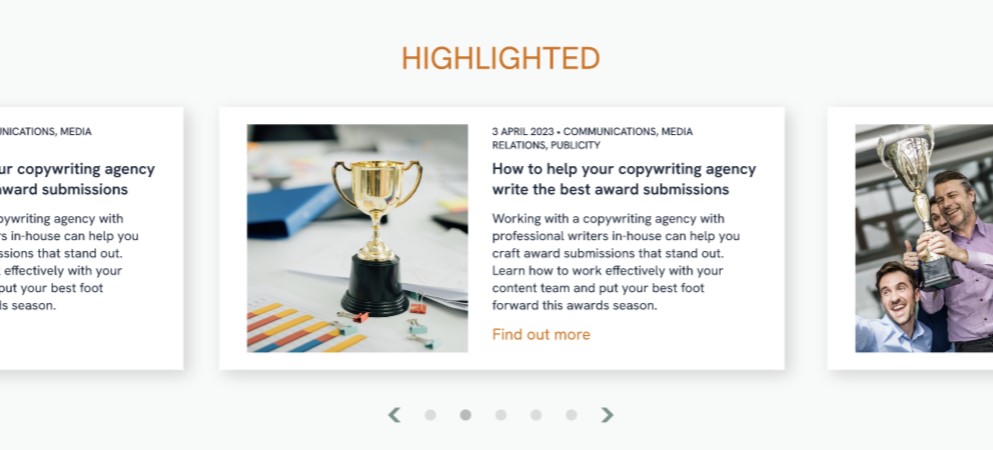 HIGHLIGHTED
NICATIONS, MEDIA
ur copywriting agency
award submissions
pywriting agency with
rs in-house can help you
ssions that stand out.
effectively with your
put your best foot
ds season.
3 APRIL 2023 • COMMUNICATIONS, MEDIA
RELATIONS, PUBLICITY
How to help your copywriting agency
write the best award submissions
Working with a copywriting agency with
professional writers in-house can help you
craft award submissions that stand out.
Learn how to work effectively with your
content team and put your best foot
forward this awards season.
Find out more